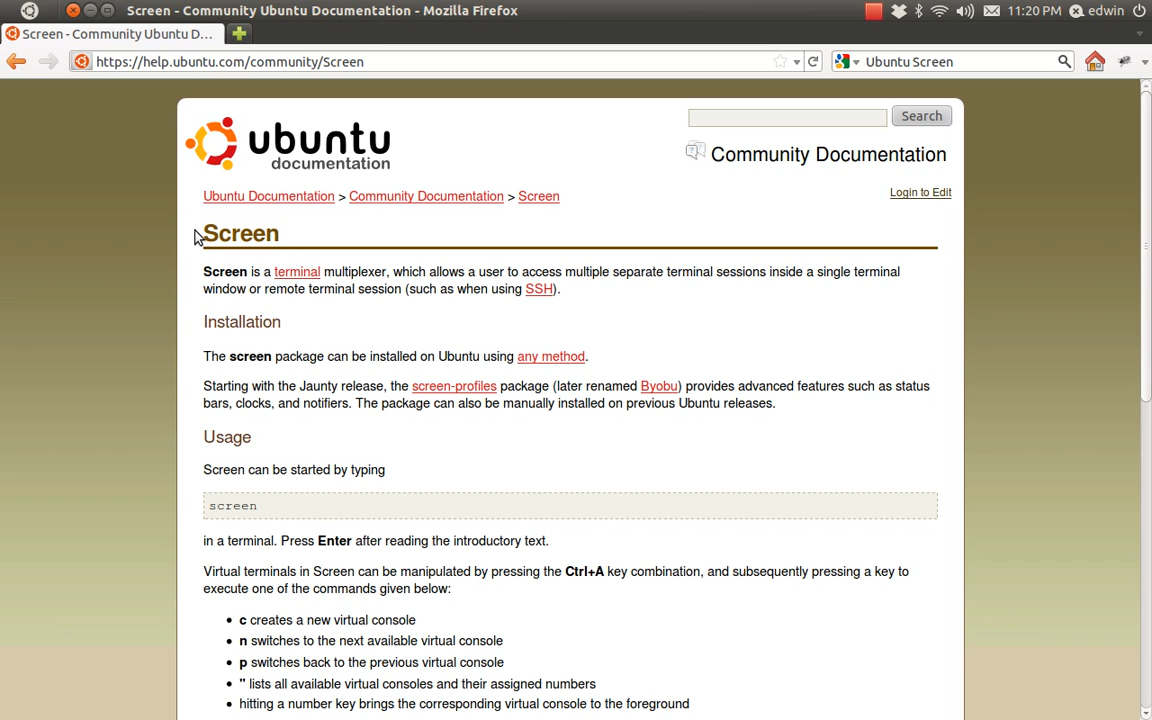 Screen - Community Ubuntu Documentation - Mozilla Firefox
11:20 PM edwin
Screen - Community Ubuntu D...
https://help.ubuntu.com/community/Screen
Ubuntu Screen
Search
ubuntu
documentation
Community Documentation
Ubuntu Documentation > Community Documentation > Screen
Login to Edit
Screen
Screen is a terminal multiplexer, which allows a user to access multiple separate terminal sessions inside a single terminal
window or remote terminal session (such as when using SSH).
Installation
The screen package can be installed on Ubuntu using any method.
Starting with the Jaunty release, the screen-profiles package (later renamed Byobu) provides advanced features such as status
bars, clocks, and notifiers. The package can also be manually installed on previous Ubuntu releases.
Usage
Screen can be started by typing
screen
in a terminal. Press Enter after reading the introductory text.
Virtual terminals in Screen can be manipulated by pressing the Ctrl+A key combination, and subsequently pressing a key to
execute one of the commands given below:
• c creates a new virtual console
• n switches to the next available virtual console
• p switches back to the previous virtual console
• " lists all available virtual consoles and their assigned numbers
• hitting a number key brings the corresponding virtual console to the foreground